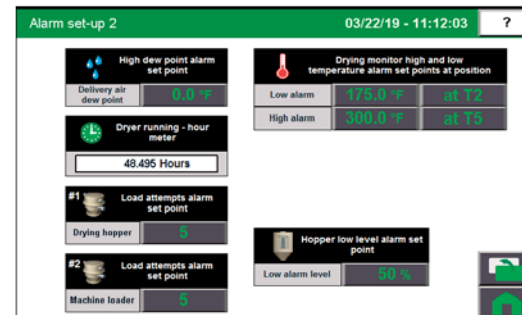 Alarm set-up 2
03/22/19 - 11:12:03
?
High dew point alarm
set point
Delivery air
dew point
0.0 °F
Dryer running - hour
meter
48.495 Hours
#1
Load attempts alarm
set point
Drying hopper
5
#2
Load attempts alarm
set point
Machine loader
5
Drying monitor high and low
temperature alarm set points at position
Low alarm
175.0 °F
at T2
High alarm
300.0 °F
at T5
Hopper low level alarm set
point
Low alarm level
50 %